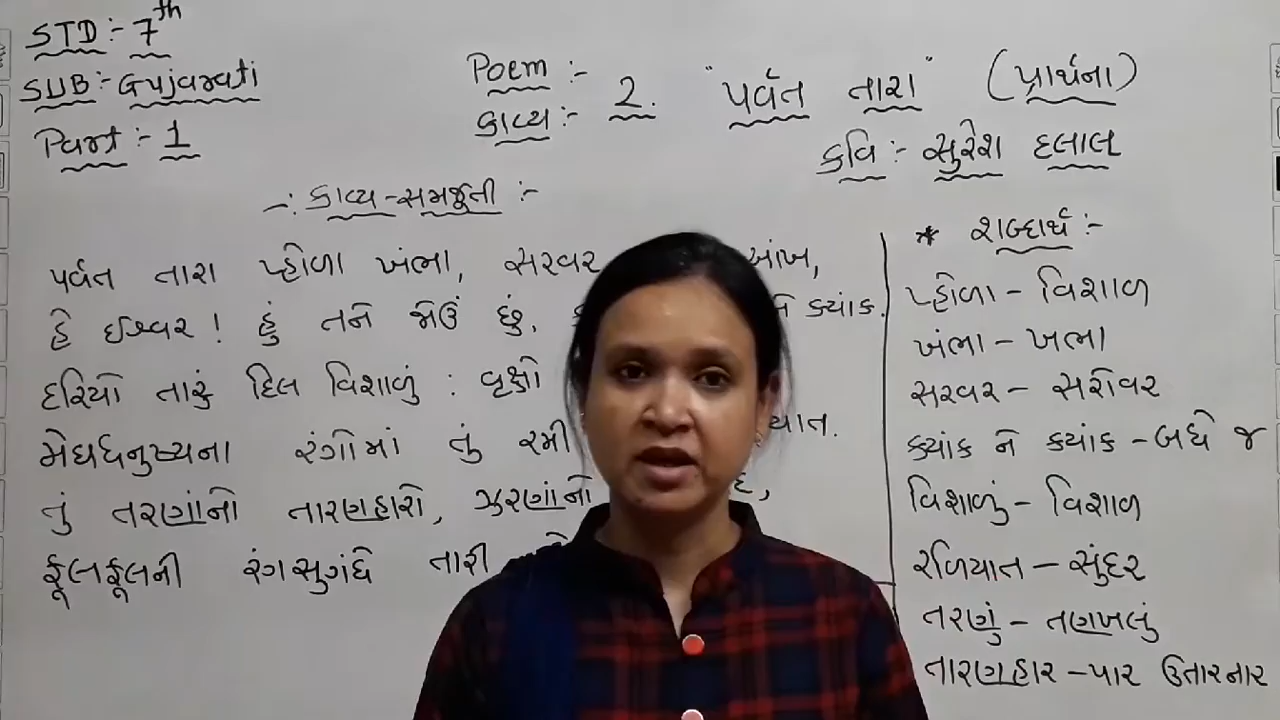 STD :- 7th
SUB :- Gujarati
Part :- 1
Poem :-
કાવ્ય :- 2. "પર્વત તારા" (પ્રાર્થના)
કવિ :- સુરેશ દલાલ
-: કાવ્ય-સમજૂતી :-
પર્વત તારા પ્હોળા ખંભા, સરવર આંખ,
હે ઈશ્વર ! હું તને જોઉં છું, ક્યાંક.
દરિયો તારું દિલ વિશાળું : વૃક્ષો
મેઘધનુષ્યના રંગોમાં તું રમી
તું તરણાંનો તારણહારો, ઝરણાંનો
ફૂલફૂલની રંગસુગંધે તારી
* શબ્દાર્થ :-
પ્હોળા - વિશાળ
ખંભા - ખભા
સરવર - સરોવર
ક્યાંક ને ક્યાંક - બધે જ
વિશાળું - વિશાળ
રળિયાત - સુંદર
તરણું - તણખલું
તારણહાર - પાર ઉતારનાર